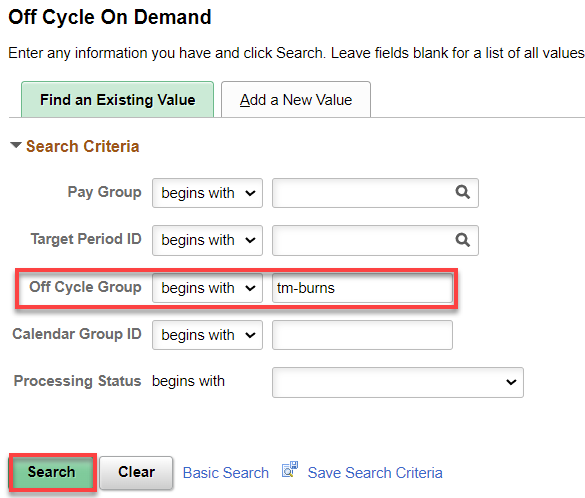 Off Cycle On Demand
Enter any information you have and click Search. Leave fields blank for a list of all values
Find an Existing Value Add a New Value
Search Criteria
Pay Group begins with
Target Period ID begins with
Off Cycle Group begins with tm-burns
Calendar Group ID begins with
Processing Status begins with
Search Clear Basic Search Save Search Criteria